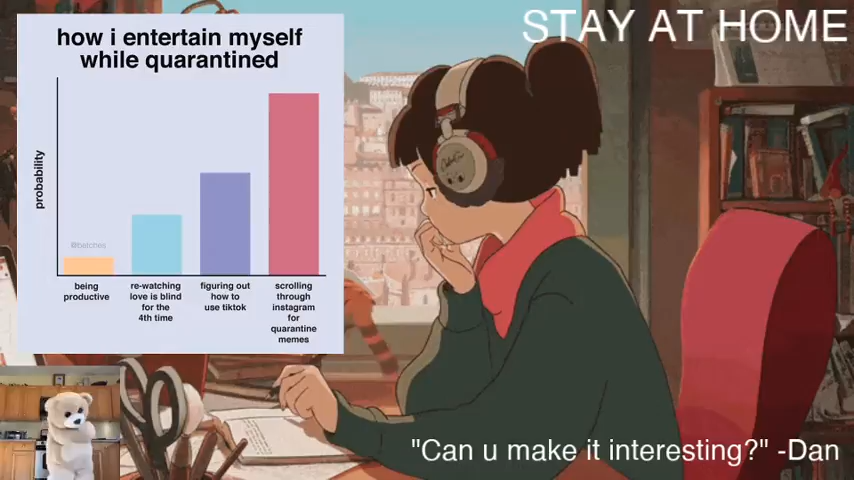 STAY AT HOME
how i entertain myself
while quarantined
probability
@betches
being
productive
re-watching
love is blind
for the
4th time
figuring out
how to
use tiktok
scrolling
through
instagram
for
quarantine
memes
"Can u make it interesting?" -Dan